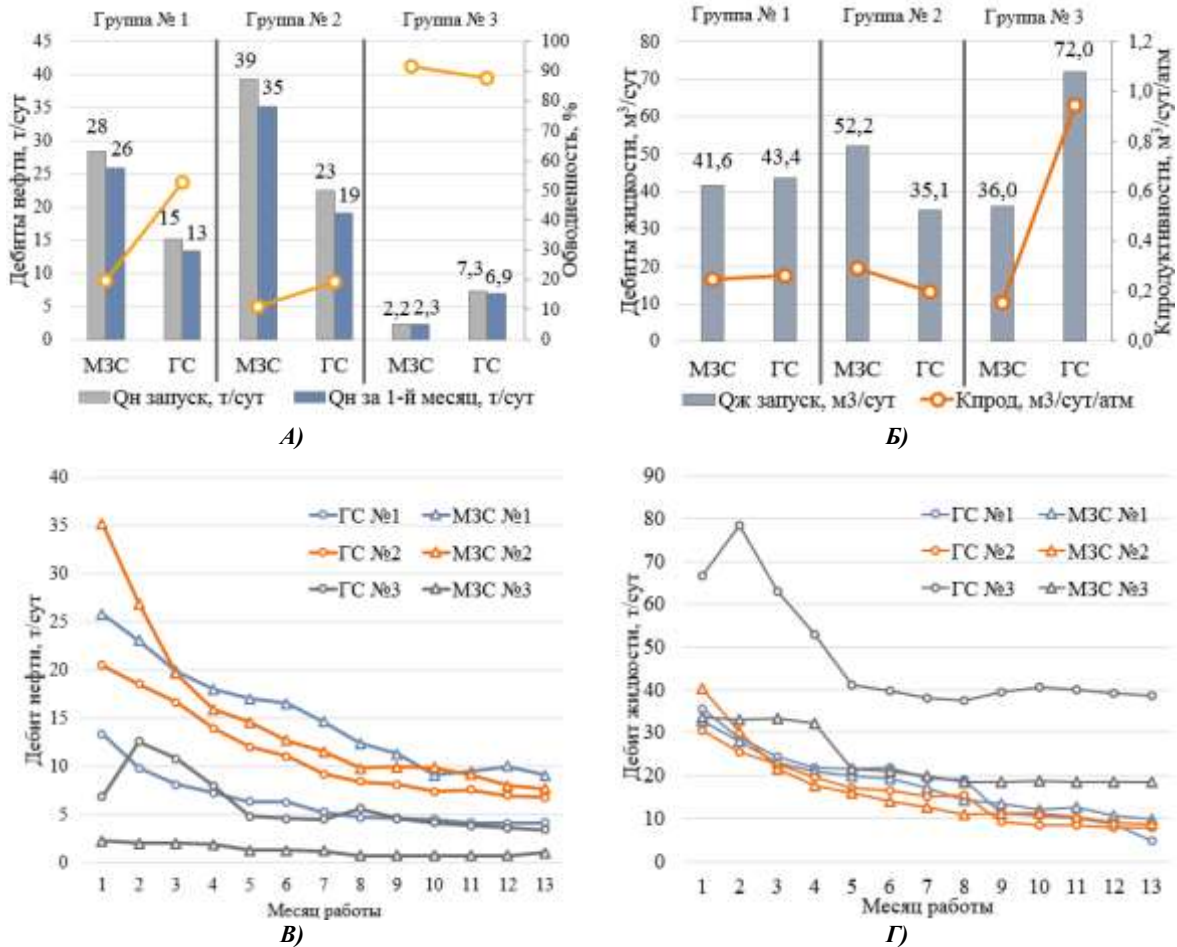 Группа № 1 Группа № 2 Группа № 3
45
40
35
30
25
20
15
10
5
0
Дебиты нефти, т/сут
28
26
15
13
39
35
23
19
2,2
2,3
7,3
6,9
100
90
80
70
60
50
40
30
20
10
0
Обводненность, %
МЗС ГС МЗС ГС МЗС ГС
Qн запуск, т/сут Qн за 1-й месяц, т/сут
А)
Группа № 1 Группа № 2 Группа № 3
80
70
60
50
40
30
20
10
0
Дебиты жидкости, м³/сут
41,6
43,4
52,2
35,1
36,0
72,0
1,2
1,0
0,8
0,6
0,4
0,2
0,0
Кпродуктивности, м³/сут/атм
МЗС ГС МЗС ГС МЗС ГС
Qж запуск, м3/сут Кпрод, м3/сут/атм
Б)
40
35
30
25
20
15
10
5
0
Дебит нефти, т/сут
ГС №1 МЗС №1
ГС №2 МЗС №2
ГС №3 МЗС №3
1 2 3 4 5 6 7 8 9 10 11 12 13
Месяц работы
В)
90
80
70
60
50
40
30
20
10
0
Дебит жидкости, т/сут
ГС №1 МЗС №1
ГС №2 МЗС №2
ГС №3 МЗС №3
1 2 3 4 5 6 7 8 9 10 11 12 13
Месяц работы
Г)